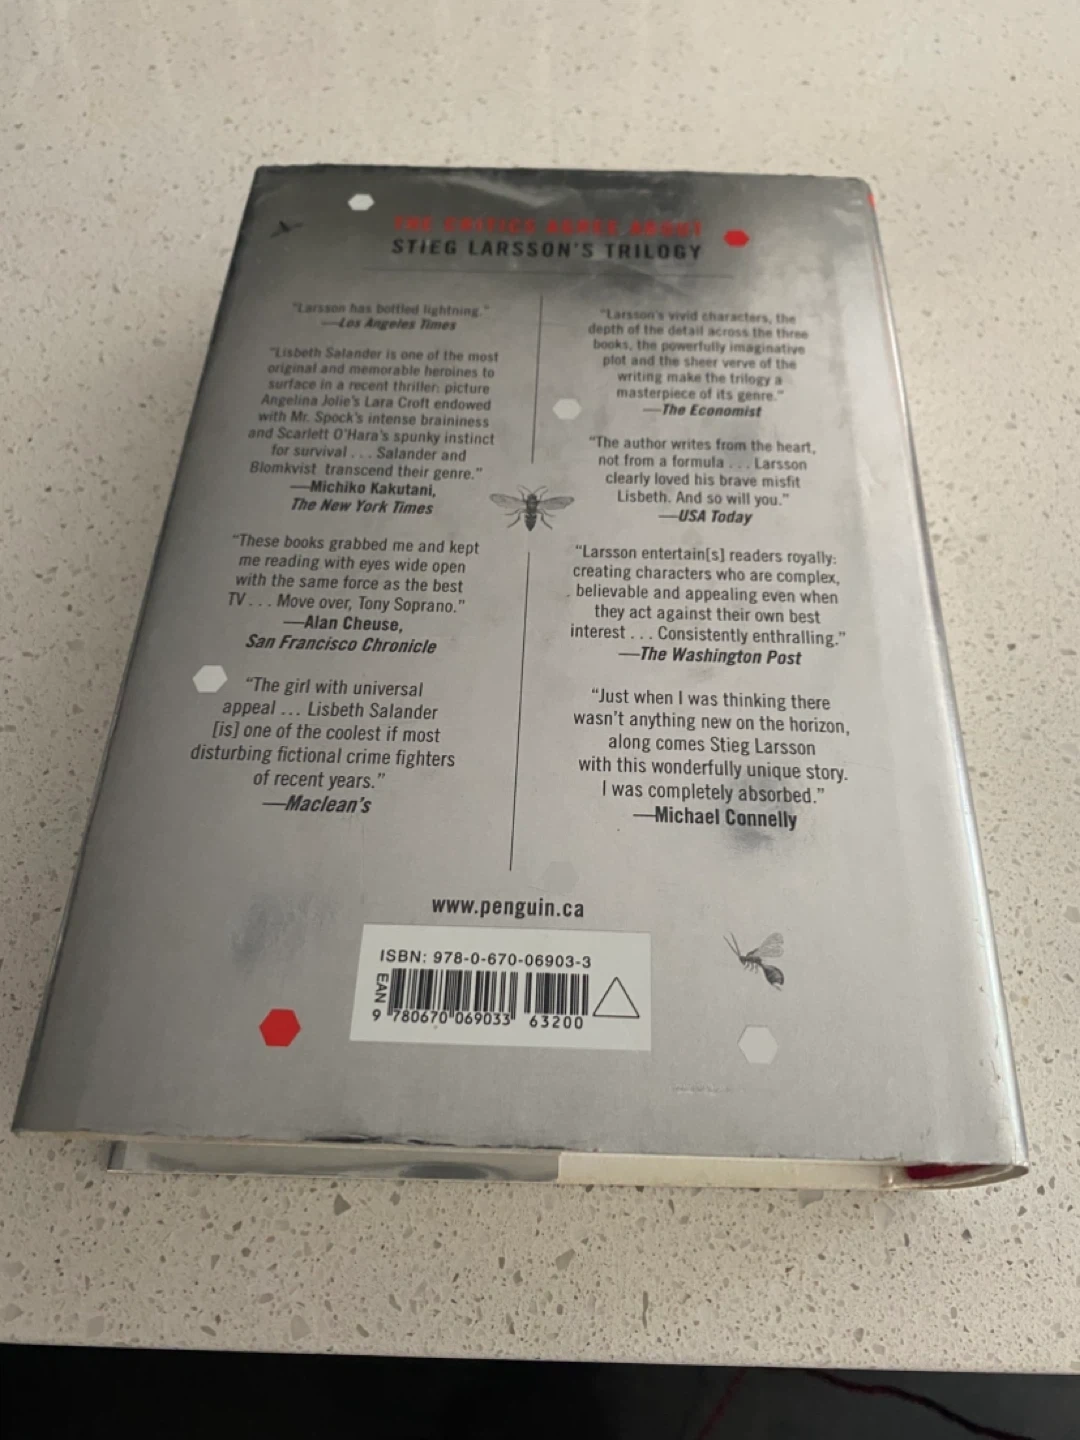 THE CRITICS AGREE ABOUT
STIEG LARSSON'S TRILOGY
"Larsson has bottled lightning."
—Los Angeles Times
"Lisbeth Salander is one of the most
original and memorable heroines to
surface in a recent thriller: picture
Angelina Jolie's Lara Croft endowed
with Mr. Spock's intense braininess
and Scarlett O'Hara's spunky instinct
for survival . . . Salander and
Blomkvist transcend their genre."
—Michiko Kakutani,
The New York Times
"These books grabbed me and kept
me reading with eyes wide open
with the same force as the best
TV . . . Move over, Tony Soprano."
—Alan Cheuse,
San Francisco Chronicle
"The girl with universal
appeal ... Lisbeth Salander
[is] one of the coolest if most
disturbing fictional crime fighters
of recent years."
—Maclean's
"Larsson's vivid characters, the
depth of the detail across the three
books, the powerfully imaginative
plot and the sheer verve of the
writing make the trilogy a
masterpiece of its genre."
—The Economist
"The author writes from the heart,
not from a formula . . . Larsson
clearly loved his brave misfit
Lisbeth. And so will you."
—USA Today
"Larsson entertain[s] readers royally:
creating characters who are complex,
believable and appealing even when
they act against their own best
interest . . . Consistently enthralling."
—The Washington Post
"Just when I was thinking there
wasn't anything new on the horizon,
along comes Stieg Larsson
with this wonderfully unique story.
I was completely absorbed."
—Michael Connelly
www.penguin.ca
ISBN: 978-0-670-06903-3
EAN
9 780670 069033 63200